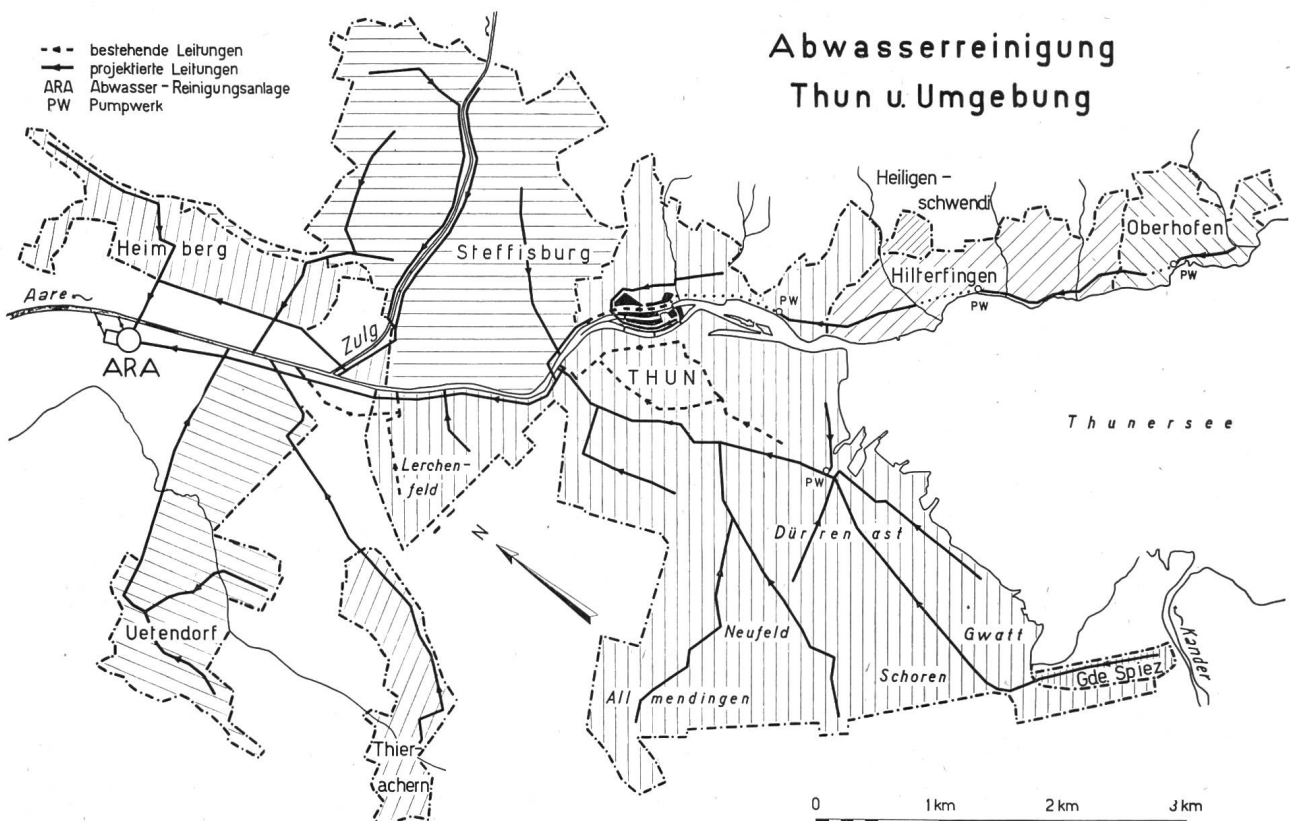 Abwasserreinigung
Thun u. Umgebung
bestehende Leitungen
projektierte Leitungen
ARA Abwasser-Reinigungsanlage
PW Pumpwerk
Heiligen-
schwendi
Oberhofen
Heimberg
Steffisburg
Hilterfingen
PW
PW
PW
Aare
Zulg
ARA
THUN
Thunersee
Lerchen-
feld
PW
N
Dürrenast
Uetendorf
Neufeld
Gwatt
Kander
Schoren
Gde Spiez
Allmendingen
Thier-
achern
0 1 km 2 km 3 km